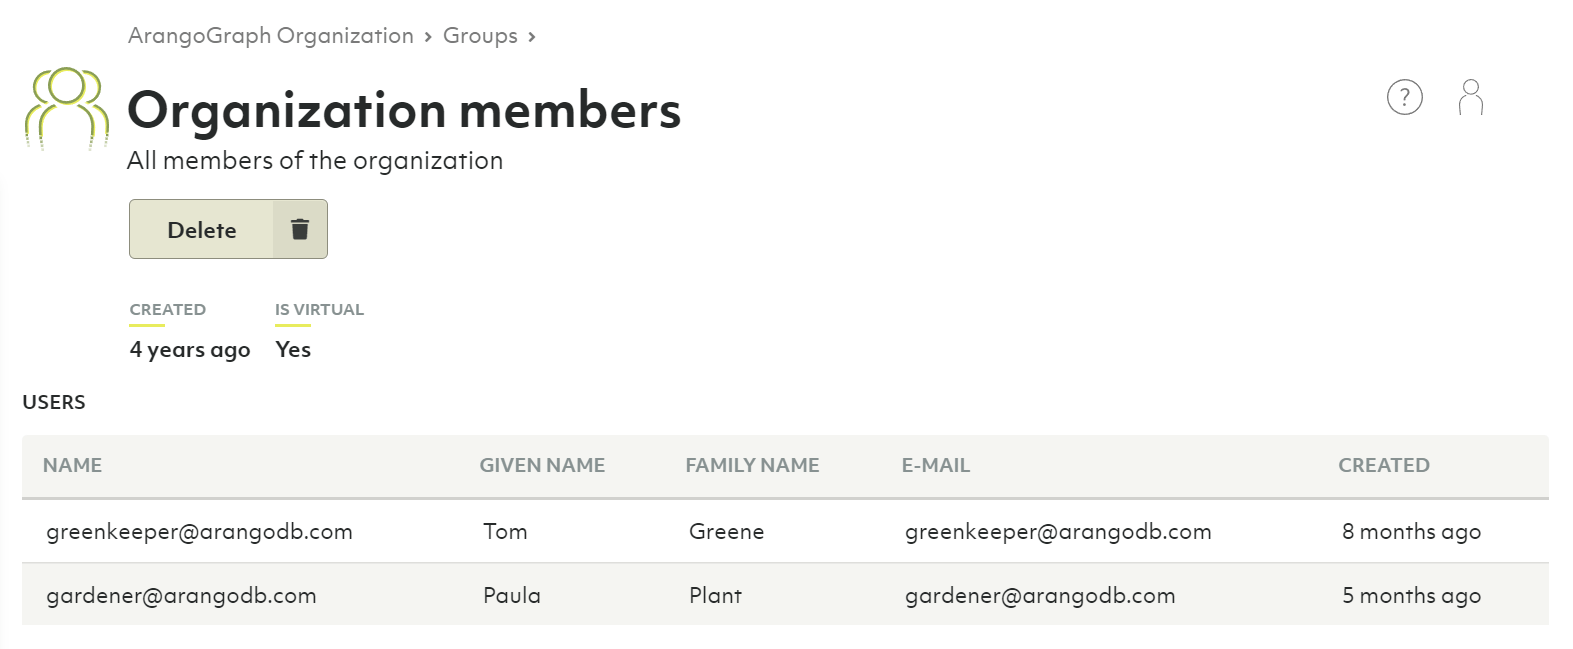 ArangoGraph Organization › Groups ›
Organization members
All members of the organization
Delete
CREATED IS VIRTUAL
4 years ago Yes
USERS
NAME GIVEN NAME FAMILY NAME E-MAIL CREATED
greenkeeper@arangodb.com Tom Greene greenkeeper@arangodb.com 8 months ago
gardener@arangodb.com Paula Plant gardener@arangodb.com 5 months ago